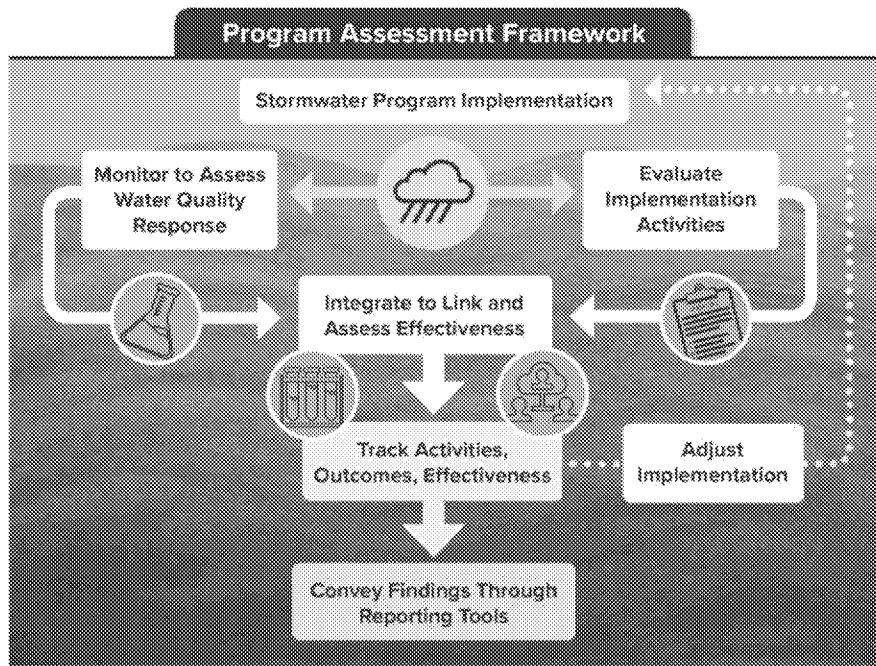 Program Assessment Framework
Stormwater Program Implementation
Monitor to Assess
Water Quality
Response
Evaluate
Implementation
Activities
Integrate to Link and
Assess Effectiveness
Track Activities,
Outcomes, Effectiveness
Adjust
Implementation
Convey Findings Through
Reporting Tools